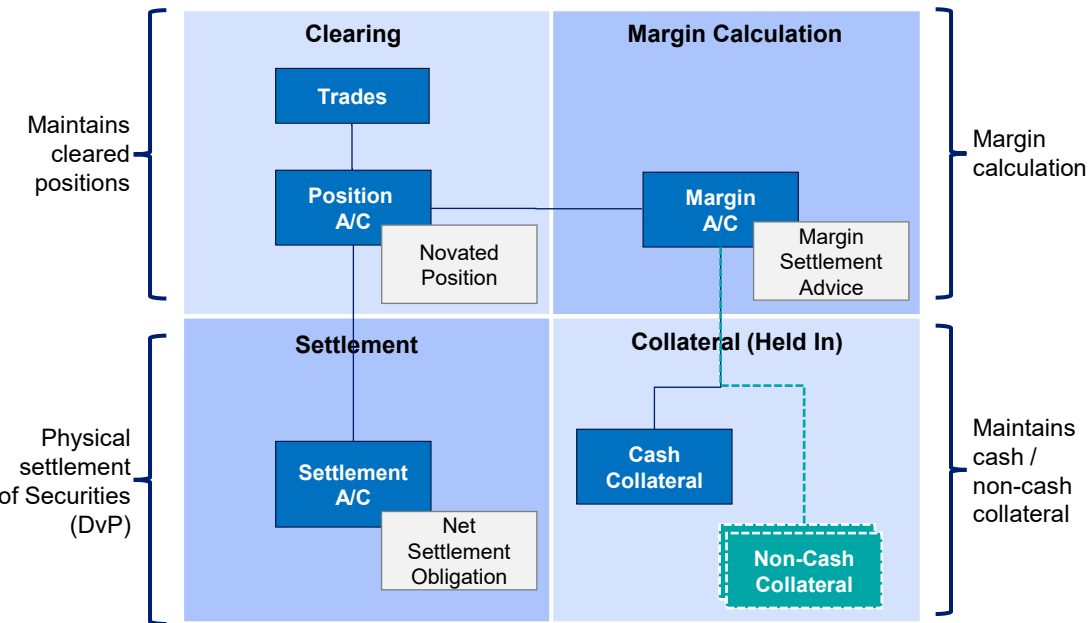 Clearing
Margin Calculation
Trades
Maintains
cleared
positions
Margin
calculation
Position
A/C
Margin
A/C
Novated
Position
Margin
Settlement
Advice
Settlement
Collateral (Held In)
Physical
settlement
of Securities
(DvP)
Maintains
cash /
non-cash
collateral
Settlement
A/C
Cash
Collateral
Net
Settlement
Obligation
Non-Cash
Collateral